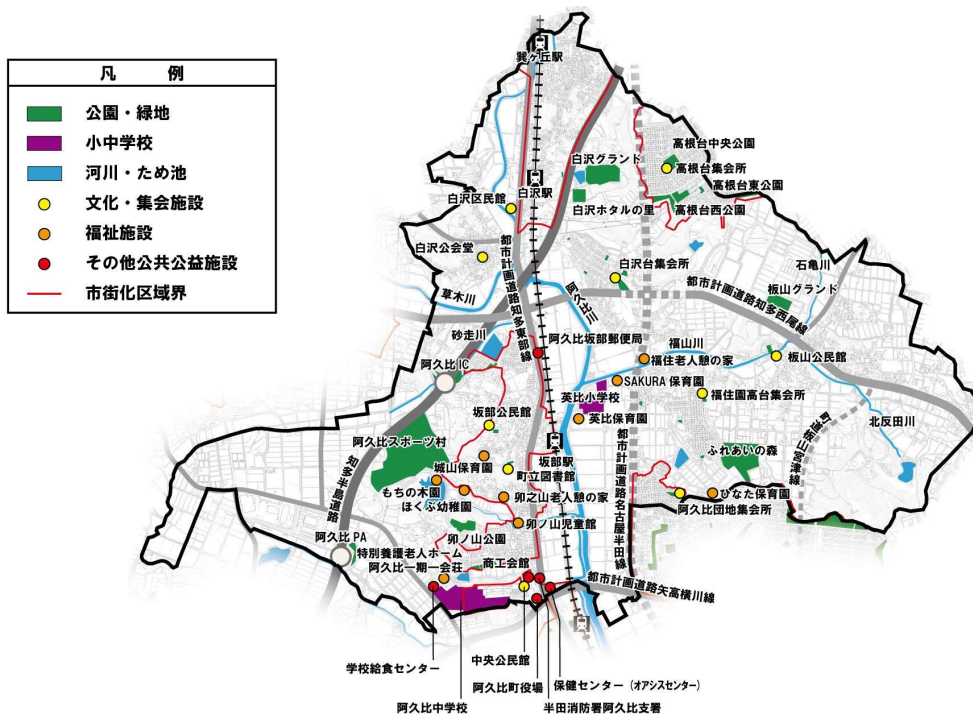 凡 例
公園・緑地
小中学校
河川・ため池
文化・集会施設
福祉施設
その他公共公益施設
市街化区域界
巽ヶ丘駅
高根台中央公園
白沢グランド
高根台集会所
白沢駅
高根台東公園
白沢区民館
白沢ホタルの里
高根台西公園
白沢公会堂
都市計画道路知多東部線
白沢台集会所
石亀川
阿久比川
板山グランド
都市計画道路知多西尾線
草木川
砂走川
福山川
阿久比坂部郵便局
阿久比IC
福住老人憩の家
板山公民館
SAKURA保育園
英比小学校
福住園高台集会所
坂部公民館
英比保育園
北反田川
町道板山宮津線
阿久比スポーツ村
坂部駅
都市計画道路名古屋半田線
ふれあいの森
知多半島道路
城山保育園
町立図書館
もちの木園
卯之山老人憩の家
ひなた保育園
ほくぶ幼稚園
阿久比団地集会所
卯ノ山児童館
卯ノ山公園
阿久比PA
特別養護老人ホーム
阿久比一期一会荘
商工会館
都市計画道路矢高横川線
中央公民館
学校給食センター
阿久比町役場
保健センター(オアシスセンター)
阿久比中学校
半田消防署阿久比支署